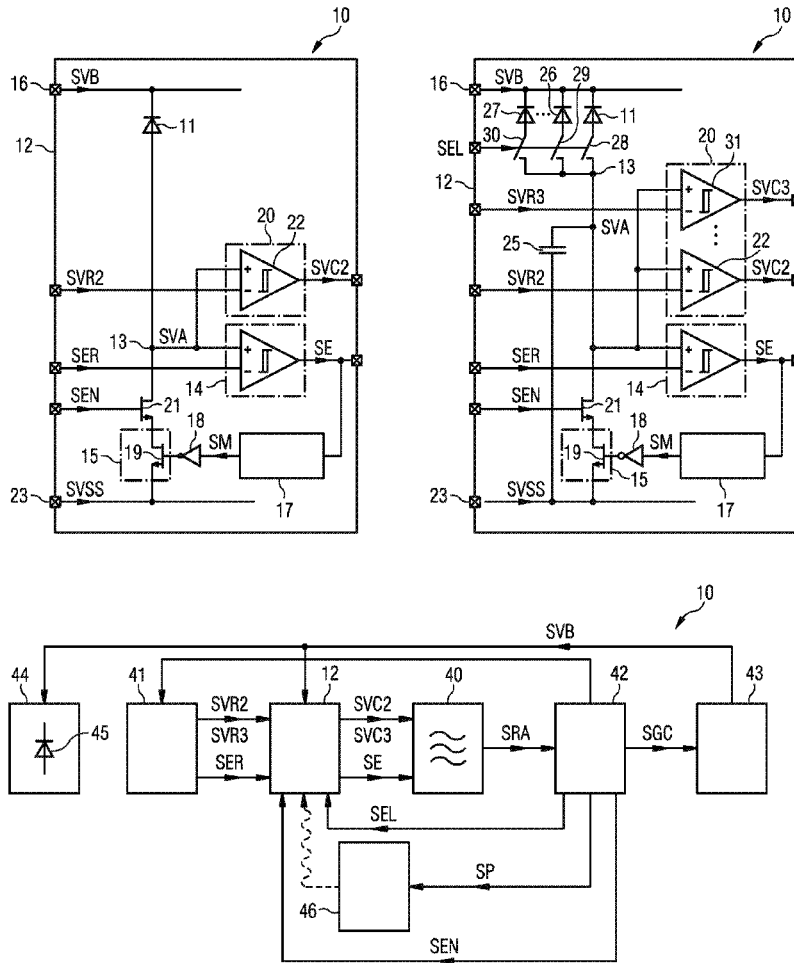 10
16
SVB
11
12
20
22
SVR2
SVC2
13
SVA
SER
SE
14
SEN
21
18
15
19
SM
23
SVSS
17
10
16
SVB
26
29
27
11
30
28
SEL
13
20
31
12
SVR3
SVC3
SVA
25
22
SVR2
SVC2
SER
SE
14
SEN
21
18
SM
19
15
23
SVSS
17
10
SVB
44
41
12
40
42
43
45
SVR2
SVC2
SVR3
SVC3
SRA
SGC
SER
SE
SEL
SP
46
SEN